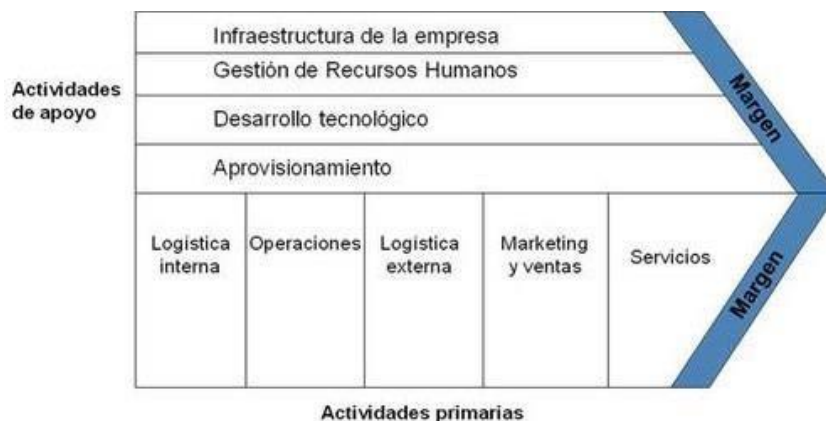 Infraestructura de la empresa
Gestión de Recursos Humanos
Actividades
de apoyo
Desarrollo tecnológico
Aprovisionamiento
Margen
Logística
interna
Operaciones
Logística
externa
Marketing
y ventas
Servicios
Margen
Actividades primarias